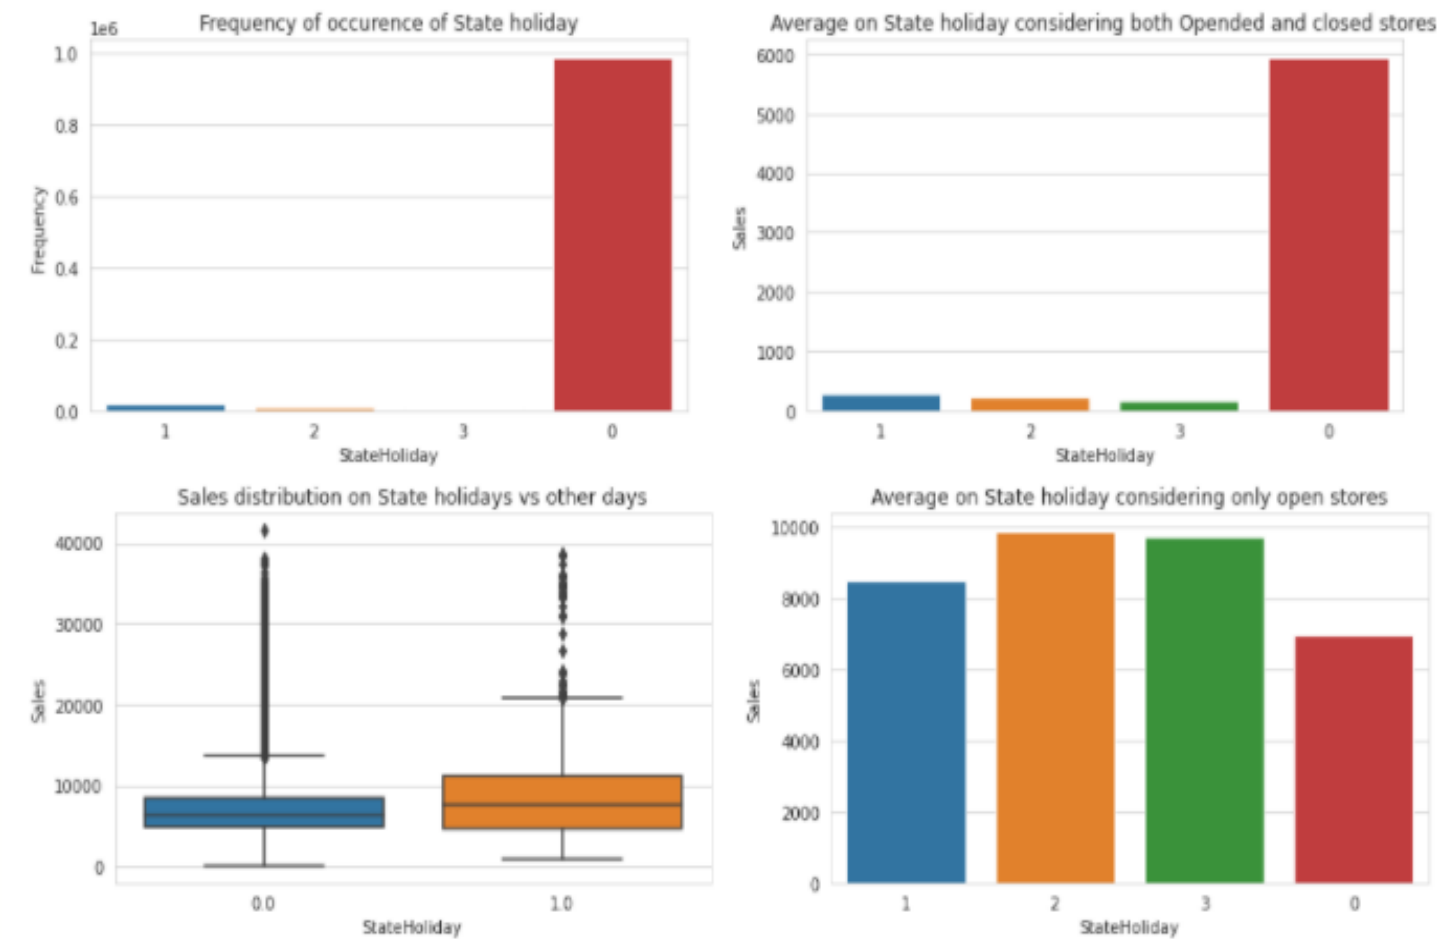 Frequency of occurence of State holiday
1e6
1.0
0.8
0.6
0.4
0.2
0.0
Frequency
1 2 3 0
StateHoliday
Average on State holiday considering both Opended and closed stores
6000
5000
4000
3000
2000
1000
0
Sales
1 2 3 0
StateHoliday
Sales distribution on State holidays vs other days
40000
30000
20000
10000
0
Sales
0.0 1.0
StateHoliday
Average on State holiday considering only open stores
10000
8000
6000
4000
2000
0
Sales
1 2 3 0
StateHoliday